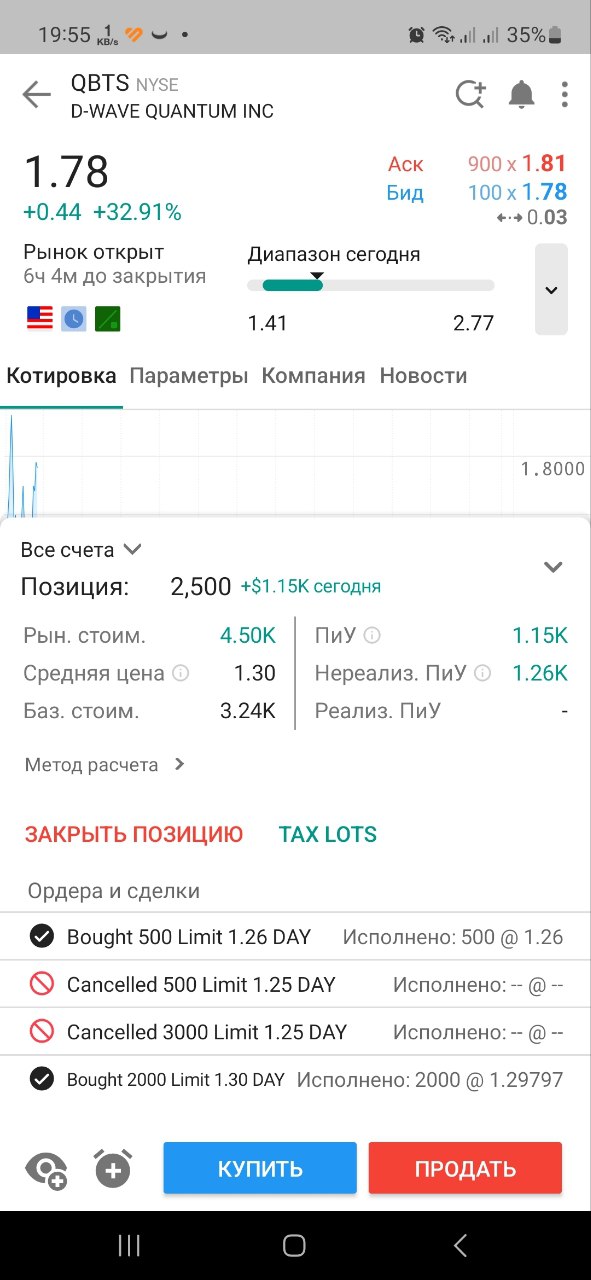 19:55 1 KB/s 35%
QBTS NYSE
D-WAVE QUANTUM INC
1.78
+0.44 +32.91%
Аск 900 x 1.81
Бид 100 x 1.78
0.03
Рынок открыт
6ч 4м до закрытия
Диапазон сегодня
1.41 2.77
Котировка Параметры Компания Новости
1.8000
Все счета
Позиция: 2,500 +$1.15K сегодня
Рын. стоим. 4.50K ПиУ 1.15K
Средняя цена 1.30 Нереализ. ПиУ 1.26K
Баз. стоим. 3.24K Реализ. ПиУ -
Метод расчета
ЗАКРЫТЬ ПОЗИЦИЮ TAX LOTS
Ордера и сделки
Bought 500 Limit 1.26 DAY Исполнено: 500 @ 1.26
Cancelled 500 Limit 1.25 DAY Исполнено: -- @ --
Cancelled 3000 Limit 1.25 DAY Исполнено: -- @ --
Bought 2000 Limit 1.30 DAY Исполнено: 2000 @ 1.29797
КУПИТЬ ПРОДАТЬ